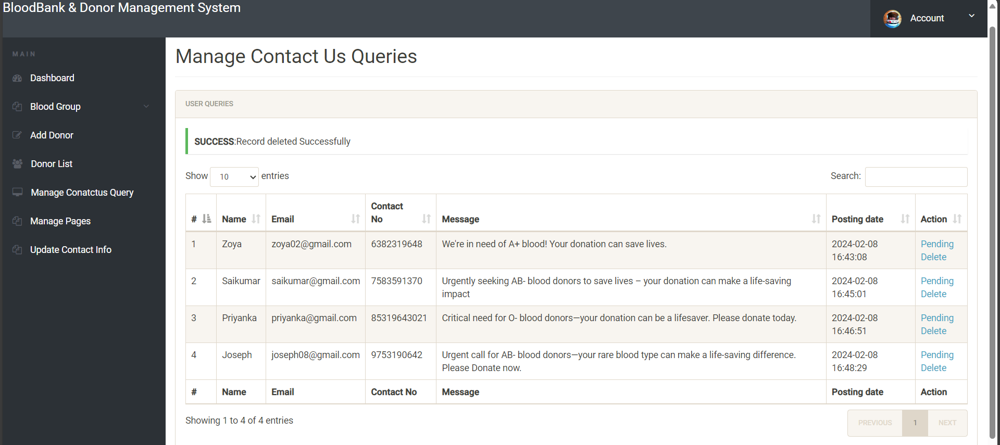 BloodBank & Donor Management System
Account
MAIN
Dashboard
Blood Group
Add Donor
Donor List
Manage Conatctus Query
Manage Pages
Update Contact Info
Manage Contact Us Queries
USER QUERIES
SUCCESS:Record deleted Successfully
Show 10 entries
Search:
# Name Email Contact No Message Posting date Action
1 Zoya zoya02@gmail.com 6382319648 We're in need of A+ blood! Your donation can save lives. 2024-02-08 16:43:08 Pending Delete
2 Saikumar saikumar@gmail.com 7583591370 Urgently seeking AB- blood donors to save lives – your donation can make a life-saving impact 2024-02-08 16:45:01 Pending Delete
3 Priyanka priyanka@gmail.com 85319643021 Critical need for O- blood donors—your donation can be a lifesaver. Please donate today. 2024-02-08 16:46:51 Pending Delete
4 Joseph joseph08@gmail.com 9753190642 Urgent call for AB- blood donors—your rare blood type can make a life-saving difference. Please Donate now. 2024-02-08 16:48:29 Pending Delete
# Name Email Contact No Message Posting date Action
Showing 1 to 4 of 4 entries
PREVIOUS 1 NEXT